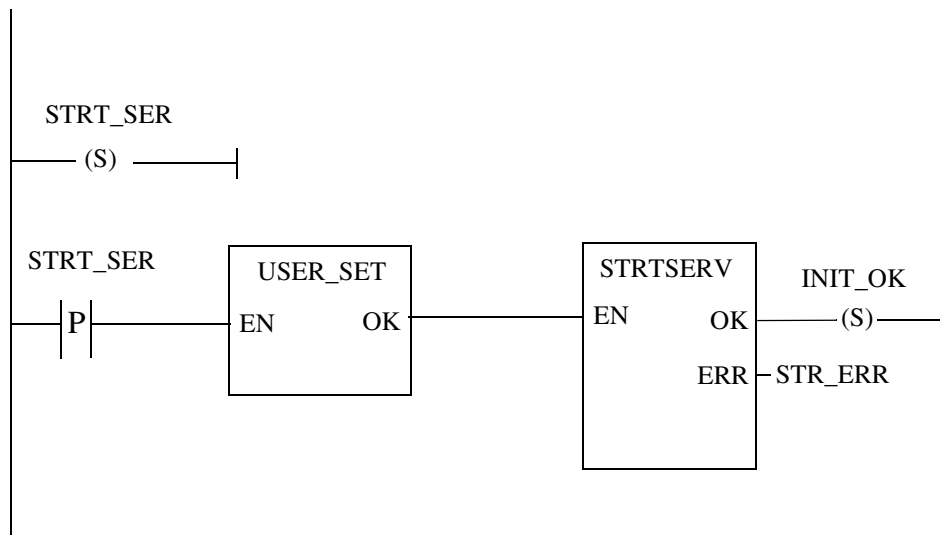 STRT_SER
(S)
STRT_SER
P
USER_SET
EN OK
STRTSERV
EN OK
ERR
INIT_OK
(S)
STR_ERR